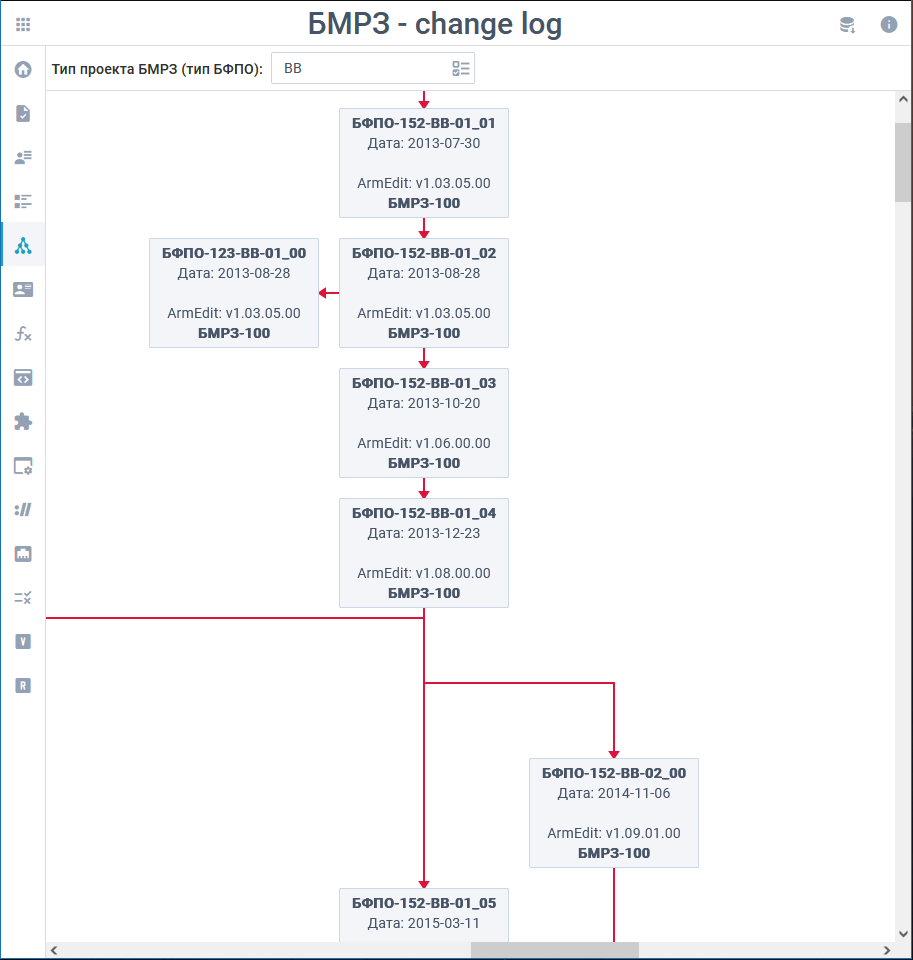 БМРЗ - change log
Тип проекта БМРЗ (тип БФПО):
ВВ
БФПО-152-ВВ-01_01
Дата: 2013-07-30
ArmEdit: v1.03.05.00
БМРЗ-100
БФПО-123-ВВ-01_00
Дата: 2013-08-28
ArmEdit: v1.03.05.00
БМРЗ-100
БФПО-152-ВВ-01_02
Дата: 2013-08-28
ArmEdit: v1.03.05.00
БМРЗ-100
БФПО-152-ВВ-01_03
Дата: 2013-10-20
ArmEdit: v1.06.00.00
БМРЗ-100
БФПО-152-ВВ-01_04
Дата: 2013-12-23
ArmEdit: v1.08.00.00
БМРЗ-100
V
R
БФПО-152-ВВ-02_00
Дата: 2014-11-06
ArmEdit: v1.09.01.00
БМРЗ-100
БФПО-152-ВВ-01_05
Дата: 2015-03-11